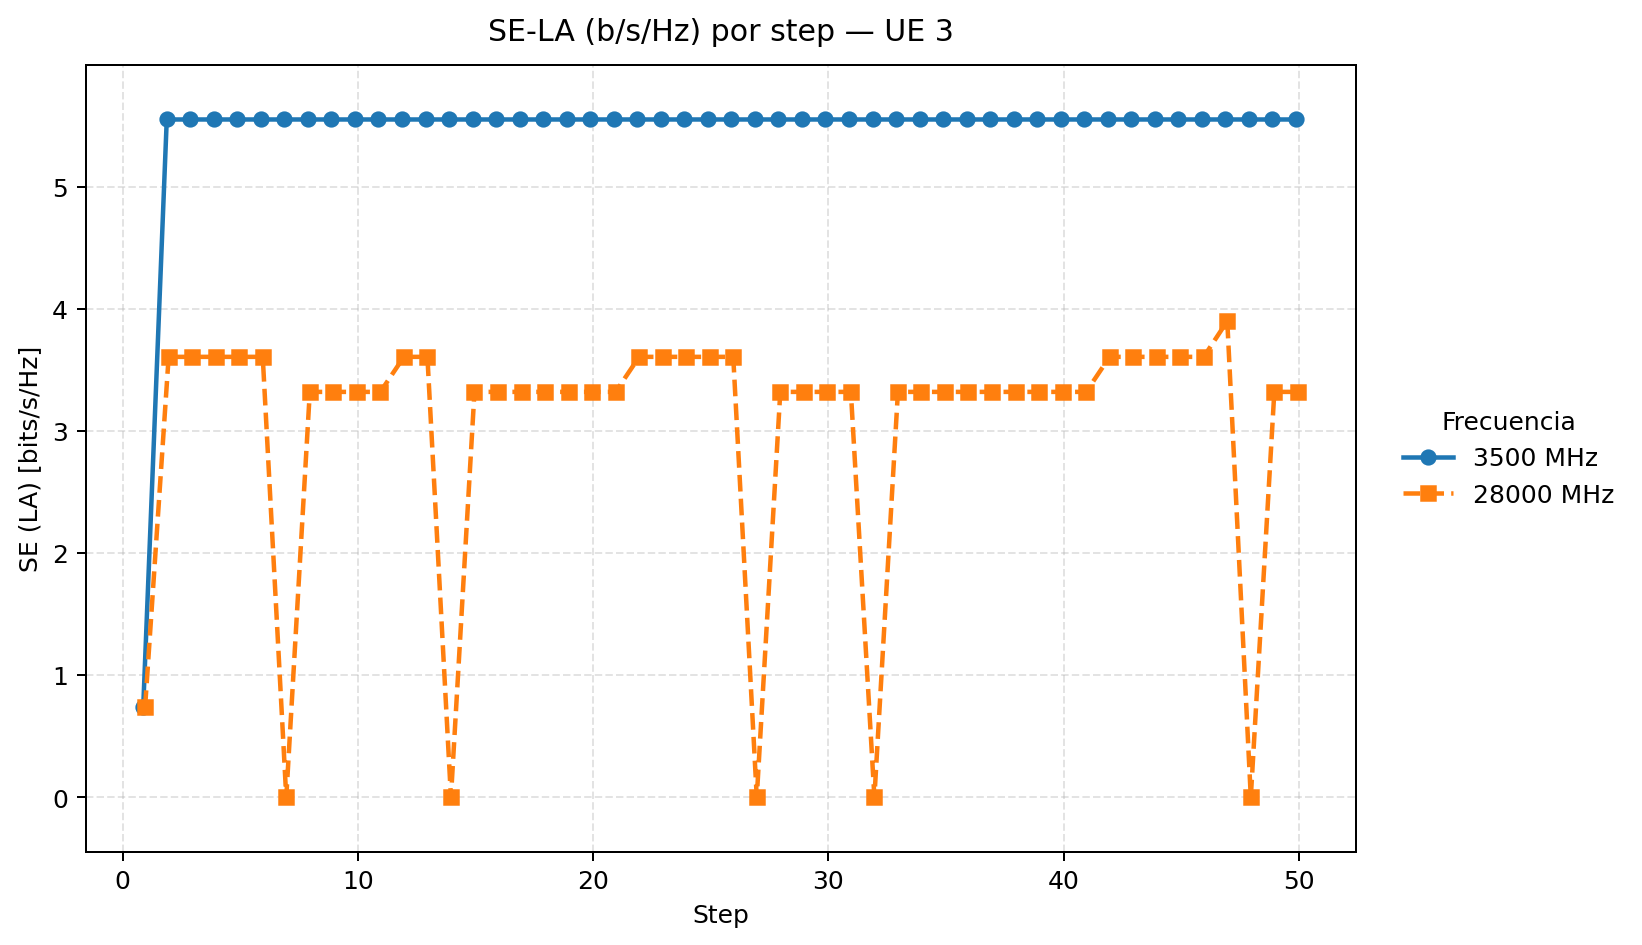 SE-LA (b/s/Hz) por step — UE 3
SE (LA) [bits/s/Hz]
5
4
3
2
1
0
0 10 20 30 40 50
Step
Frecuencia
3500 MHz
28000 MHz